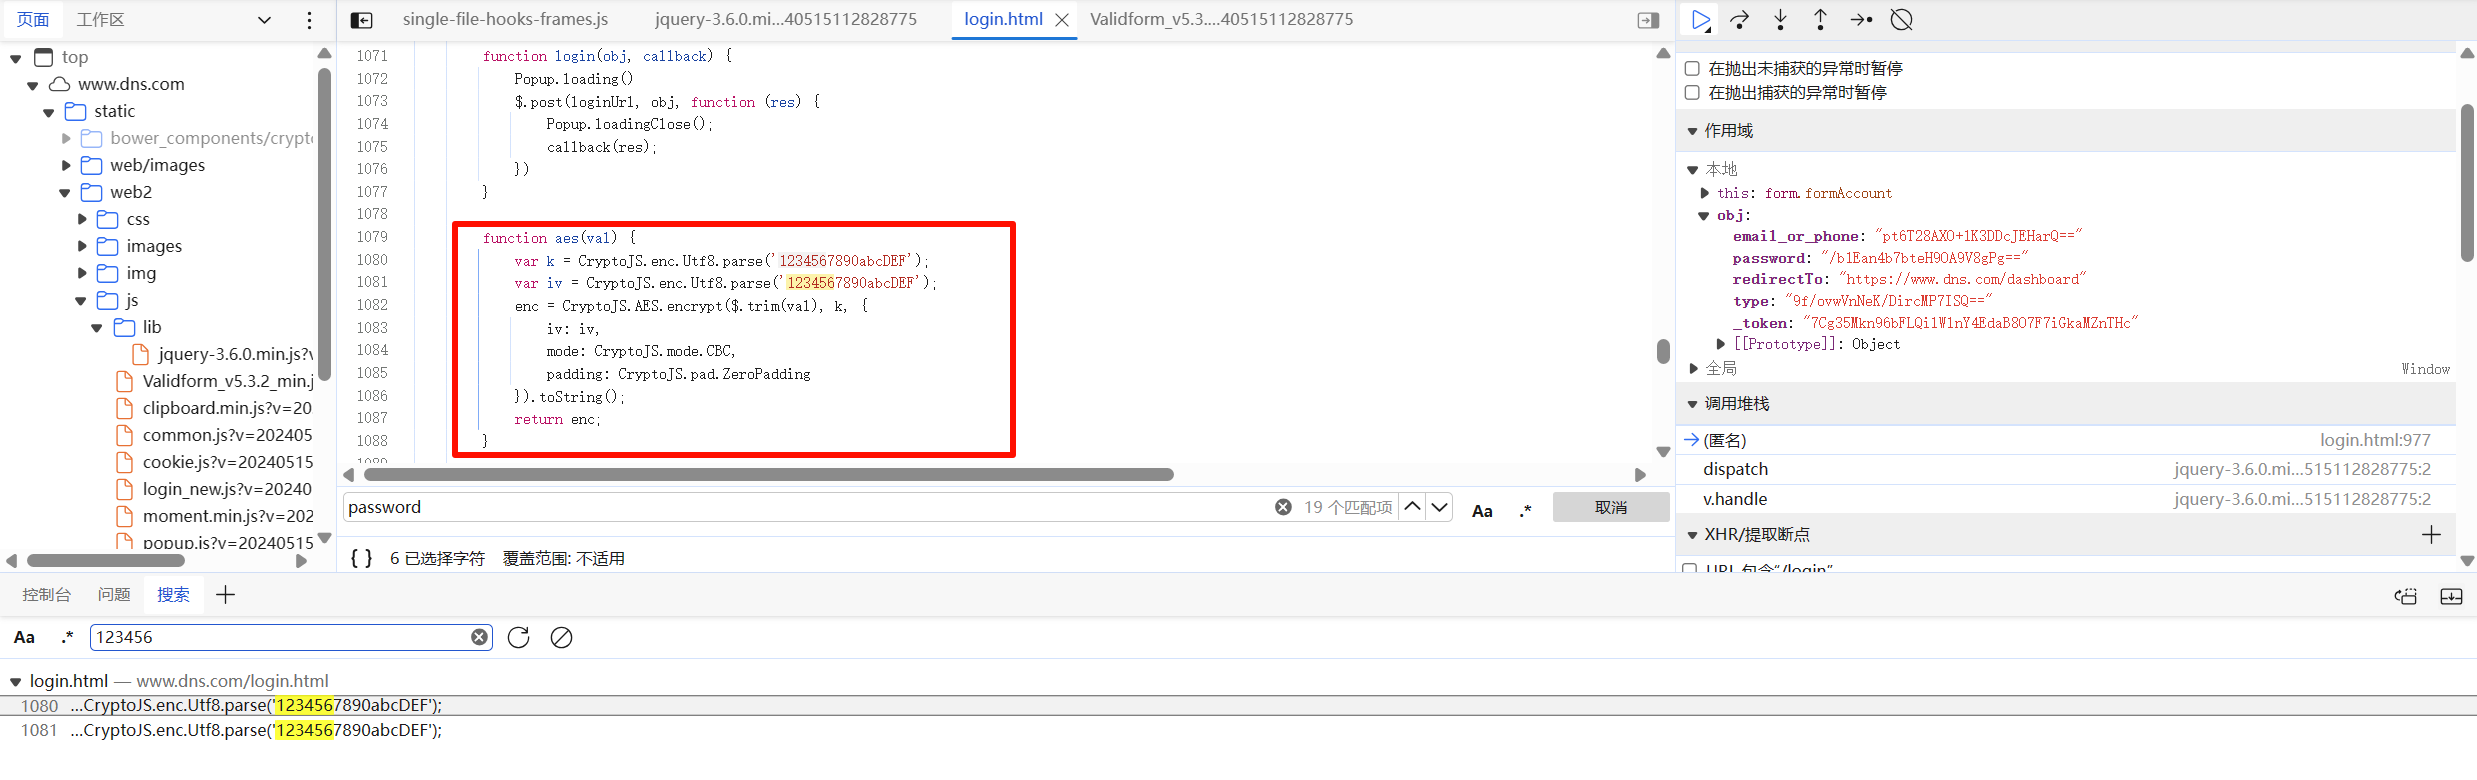 页面 工作区
top
www.dns.com
static
bower_components/crypto
web/images
web2
css
images
img
js
lib
jquery-3.6.0.min.js?v
Validform_v5.3.2_min.j
clipboard.min.js?v=20
common.js?v=202405
cookie.js?v=20240515
login_new.js?v=20240
moment.min.js?v=202
popup.js?v=20240515
single-file-hooks-frames.js jquery-3.6.0.mi...40515112828775 login.html Validform_v5.3....40515112828775
1071 function login(obj, callback) {
1072 Popup.loading()
1073 $.post(loginUrl, obj, function (res) {
1074 Popup.loadingClose();
1075 callback(res);
1076 })
1077 }
1078
1079 function aes(val) {
1080 var k = CryptoJS.enc.Utf8.parse('1234567890abcDEF');
1081 var iv = CryptoJS.enc.Utf8.parse('1234567890abcDEF');
1082 enc = CryptoJS.AES.encrypt($.trim(val), k, {
1083 iv: iv,
1084 mode: CryptoJS.mode.CBC,
1085 padding: CryptoJS.pad.ZeroPadding
1086 }).toString();
1087 return enc;
1088 }
1089
password 19 个匹配项 Aa .* 取消
{ } 6 已选择字符 覆盖范围: 不适用
在抛出未捕获的异常时暂停
在抛出捕获的异常时暂停
作用域
本地
this: form.formAccount
obj:
email_or_phone: "pt6T28AXO+1K3DDcJEHarQ=="
password: "/b1Ean4b7bteH9OA9V8gPg=="
redirectTo: "https://www.dns.com/dashboard"
type: "9f/ovwVnNeK/DircMP7ISQ=="
_token: "7Cg35Mkn96bFLQi1W1nY4EdaB8O7F7iGkaMZnTHc"
[[Prototype]]: Object
全局 Window
调用堆栈
(匿名) login.html:977
dispatch jquery-3.6.0.mi...515112828775:2
v.handle jquery-3.6.0.mi...515112828775:2
XHR/提取断点
URL 包含"/login"
控制台 问题 搜索
Aa .* 123456
login.html — www.dns.com/login.html
1080 ...CryptoJS.enc.Utf8.parse('1234567890abcDEF');
1081 ...CryptoJS.enc.Utf8.parse('1234567890abcDEF');